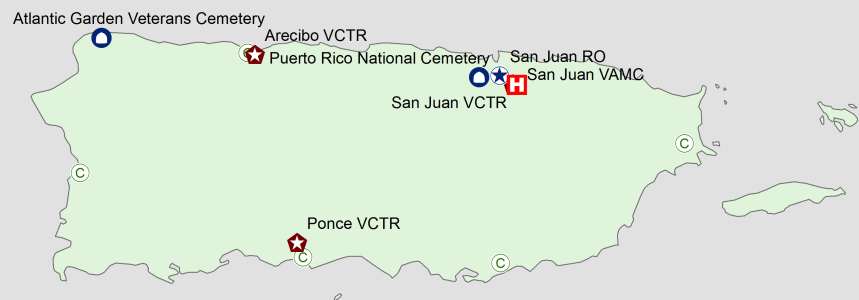 Atlantic Garden Veterans Cemetery
Arecibo VCTR
C
Puerto Rico National Cemetery
San Juan RO
San Juan VAMC
H
San Juan VCTR
C
C
Ponce VCTR
C
C